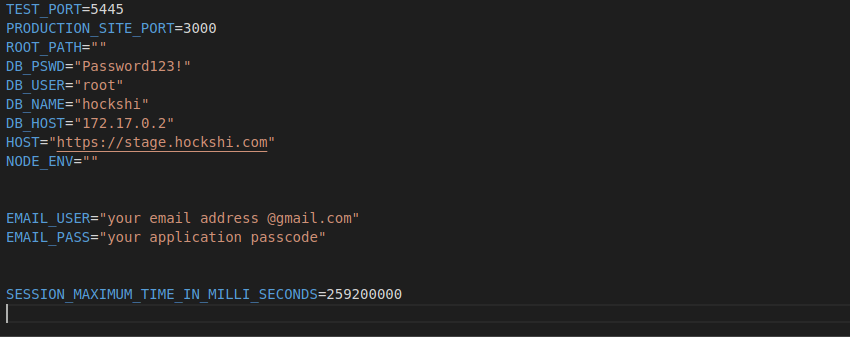 TEST_PORT=5445
PRODUCTION_SITE_PORT=3000
ROOT_PATH=""
DB_PSWD="Password123!"
DB_USER="root"
DB_NAME="hockshi"
DB_HOST="172.17.0.2"
HOST="https://stage.hockshi.com"
NODE_ENV=""
EMAIL_USER="your email address @gmail.com"
EMAIL_PASS="your application passcode"
SESSION_MAXIMUM_TIME_IN_MILLI_SECONDS=259200000